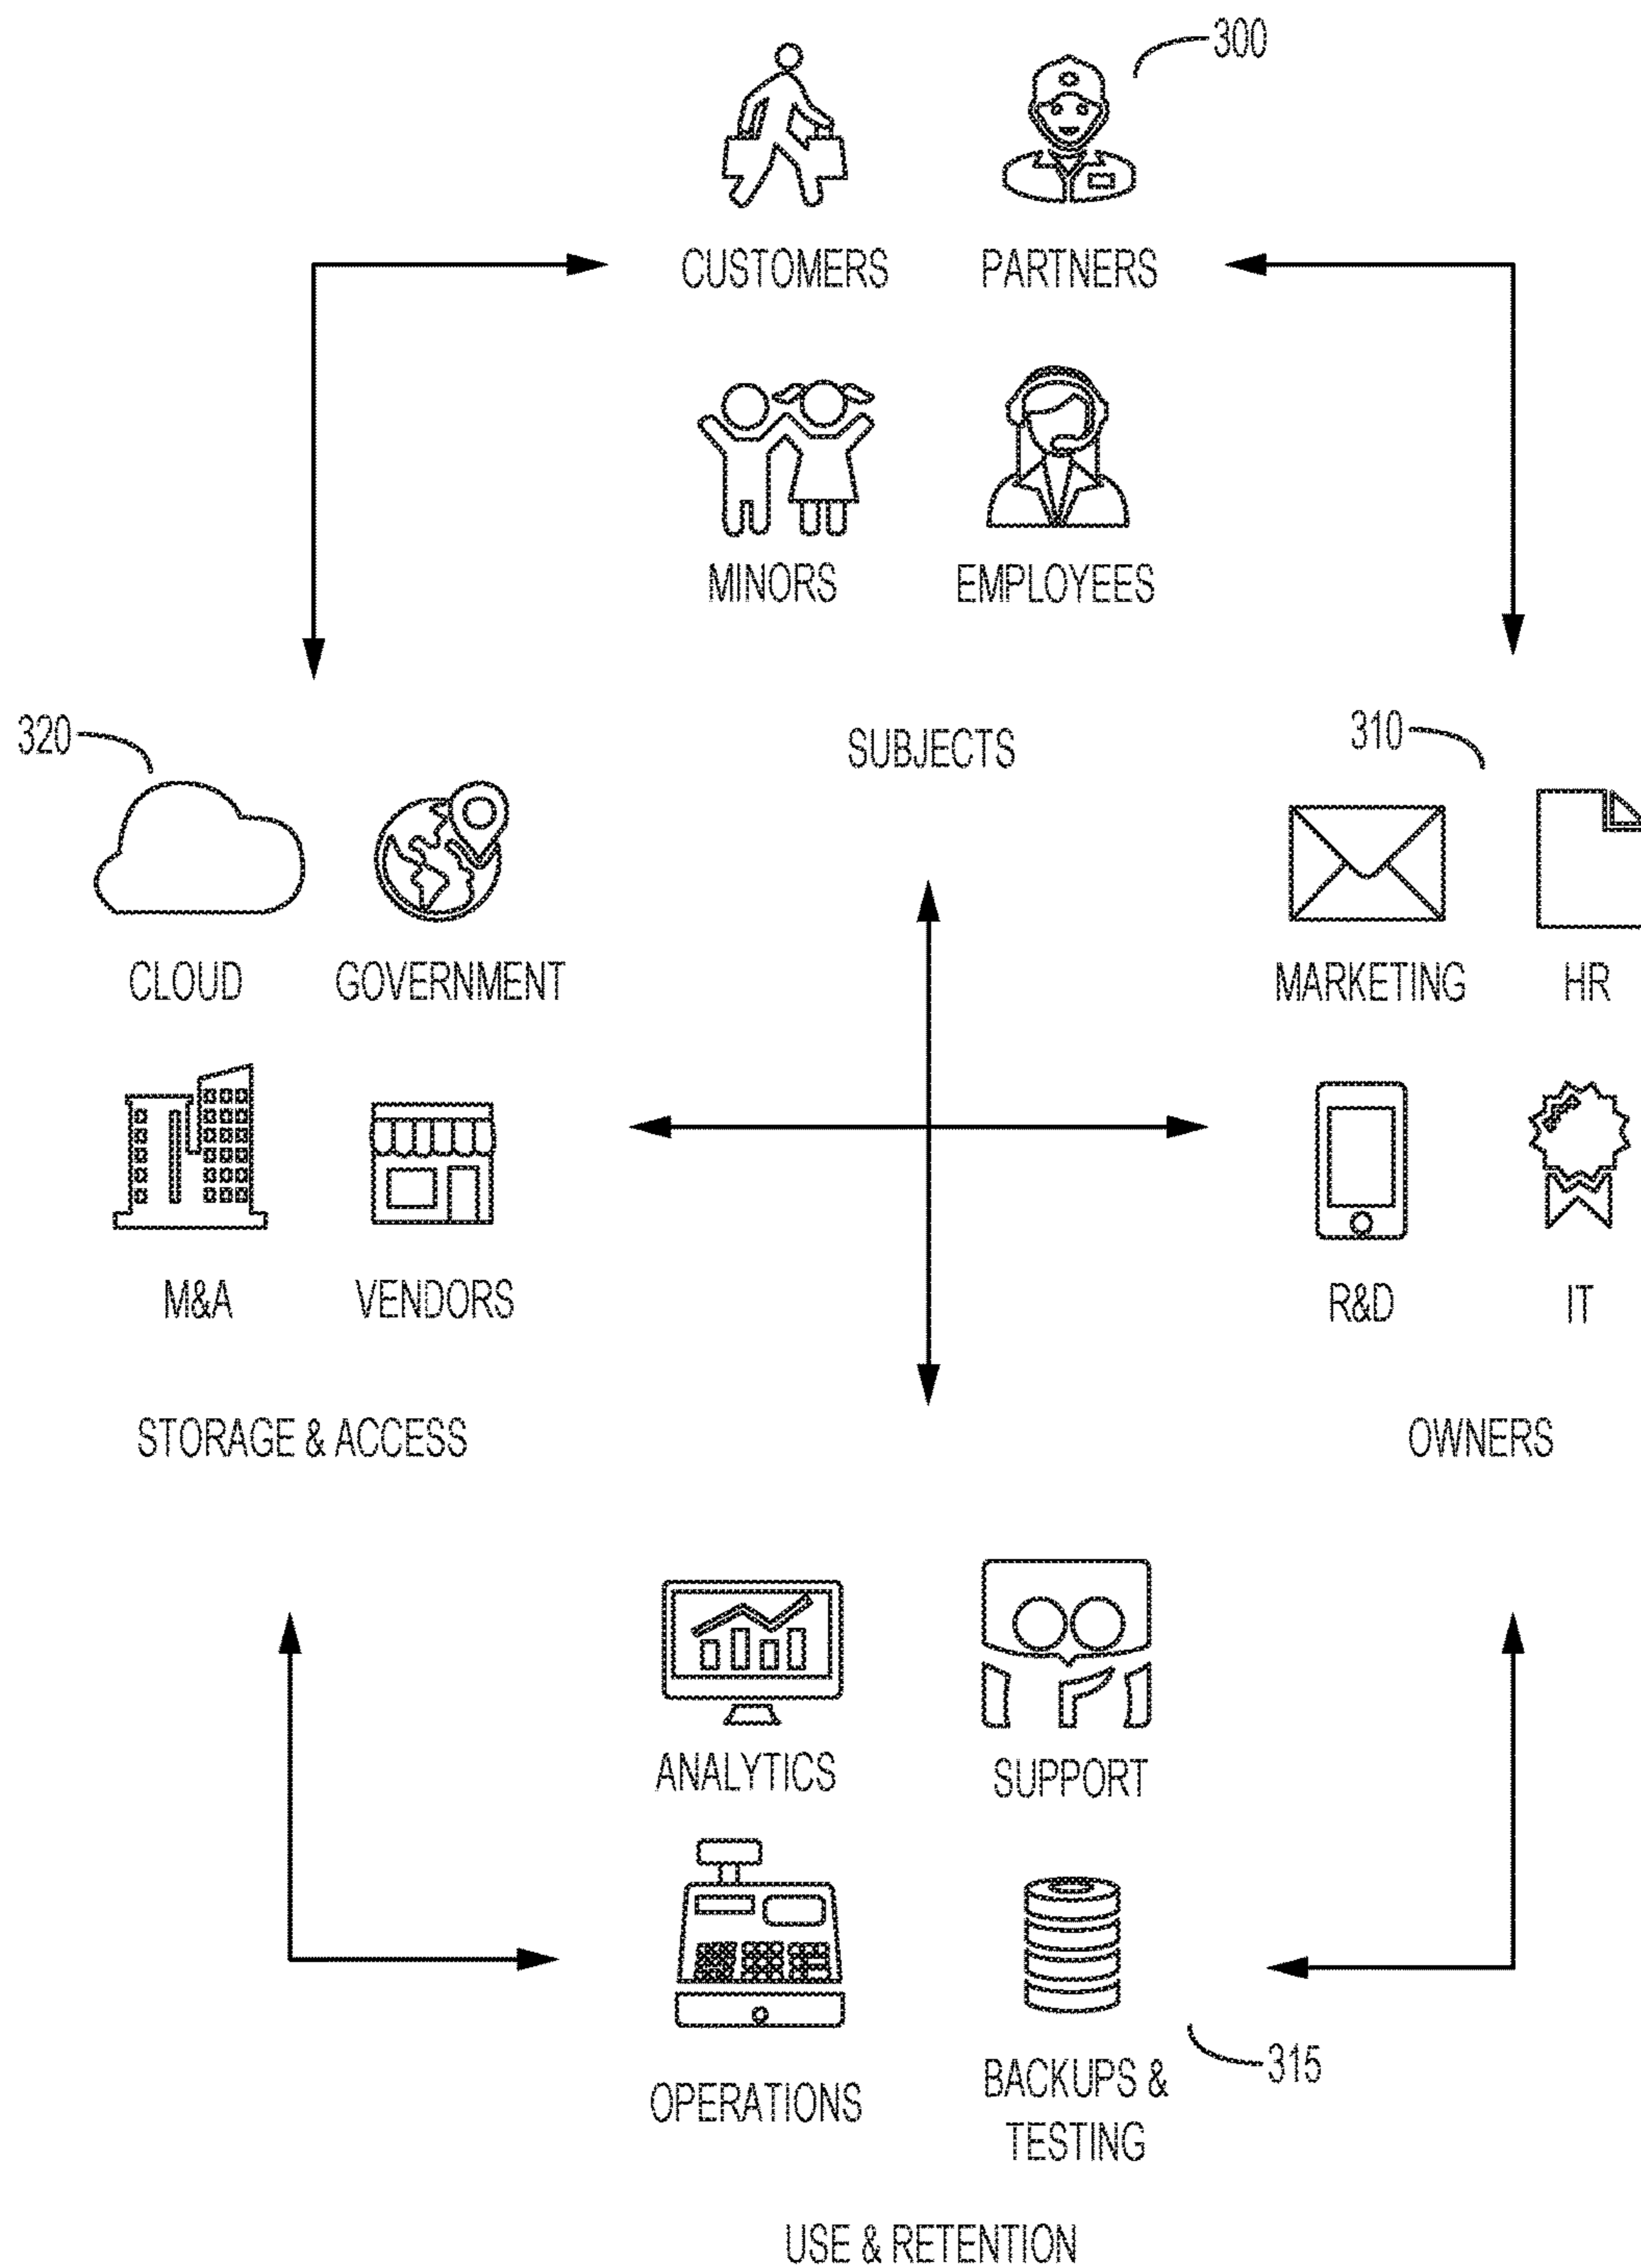 300
CUSTOMERS
PARTNERS
MINORS
EMPLOYEES
SUBJECTS
320
CLOUD
GOVERNMENT
M&A
VENDORS
STORAGE & ACCESS
310
MARKETING
HR
R&D
IT
OWNERS
ANALYTICS
SUPPORT
OPERATIONS
BACKUPS &
TESTING
315
USE & RETENTION